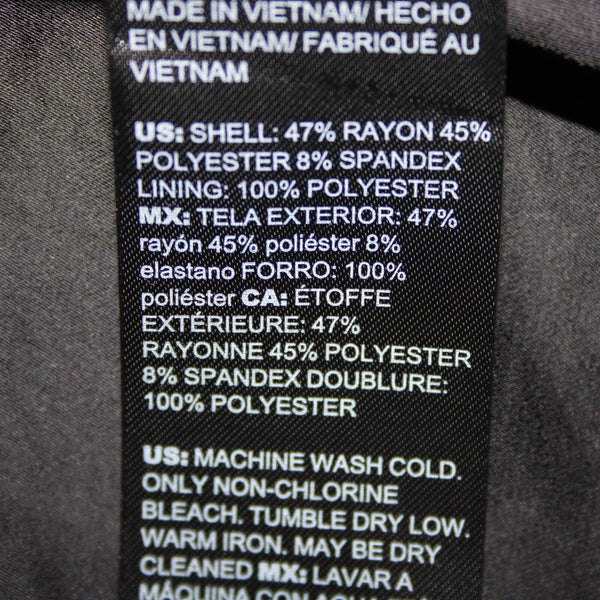 MADE IN VIETNAM/ HECHO
EN VIETNAM/ FABRIQUÉ AU
VIETNAM
US: SHELL: 47% RAYON 45%
POLYESTER 8% SPANDEX
LINING: 100% POLYESTER
MX: TELA EXTERIOR: 47%
rayón 45% poliéster 8%
elastano FORRO: 100%
poliéster CA: ÉTOFFE
EXTÉRIEURE: 47%
RAYONNE 45% POLYESTER
8% SPANDEX DOUBLURE:
100% POLYESTER
US: MACHINE WASH COLD.
ONLY NON-CHLORINE
BLEACH. TUMBLE DRY LOW.
WARM IRON. MAY BE DRY
CLEANED MX: LAVAR A
MÁQUINA CON AGUA